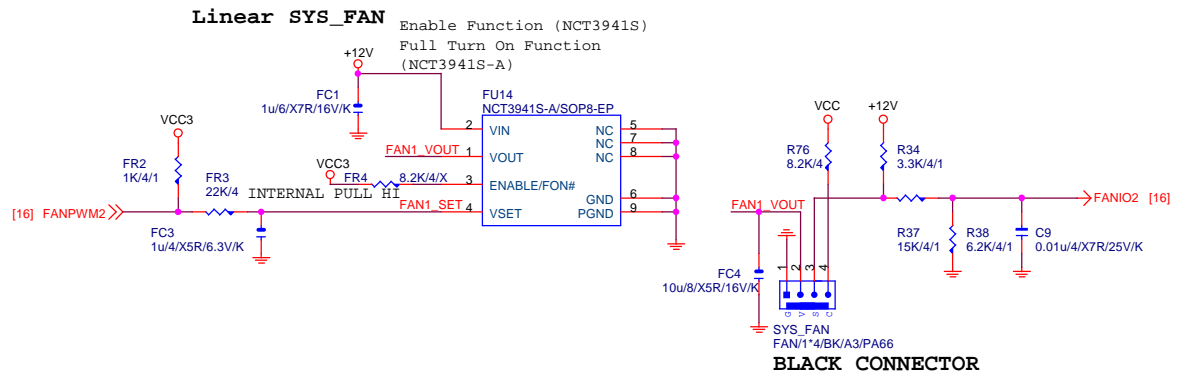 Linear SYS_FAN
Enable Function (NCT3941S)
Full Turn On Function
(NCT3941S-A)
+12V
FC1
1u/6/X7R/16V/K
FU14
NCT3941S-A/SOP8-EP
2 VIN
1 VOUT
3 ENABLE/FON#
4 VSET
NC 5
NC 7
NC 8
GND 6
PGND 9
FAN1_VOUT
VCC3
FR4 8.2K/4/X
INTERNAL PULL HI
FAN1_SET
VCC3
FR2
1K/4/1
FR3
22K/4
[16] FANPWM2
FC3
1u/4/X5R/6.3V/K
VCC
+12V
R76
8.2K/4
R34
3.3K/4/1
FAN1_VOUT
FANIO2 [16]
R37
15K/4/1
R38
6.2K/4/1
C9
0.01u/4/X7R/25V/K
FC4
10u/8/X5R/16V/K
1 2 3 4
G V S C
SYS_FAN
FAN/1*4/BK/A3/PA66
BLACK CONNECTOR